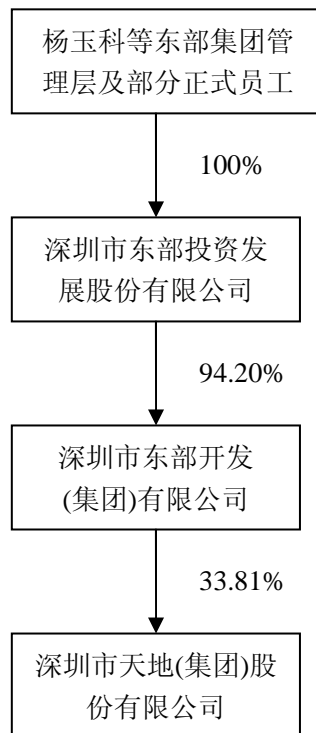 杨玉科等东部集团管
理层及部分正式员工
100%
深圳市东部投资发
展股份有限公司
94.20%
深圳市东部开发
(集团)有限公司
33.81%
深圳市天地(集团)股
份有限公司